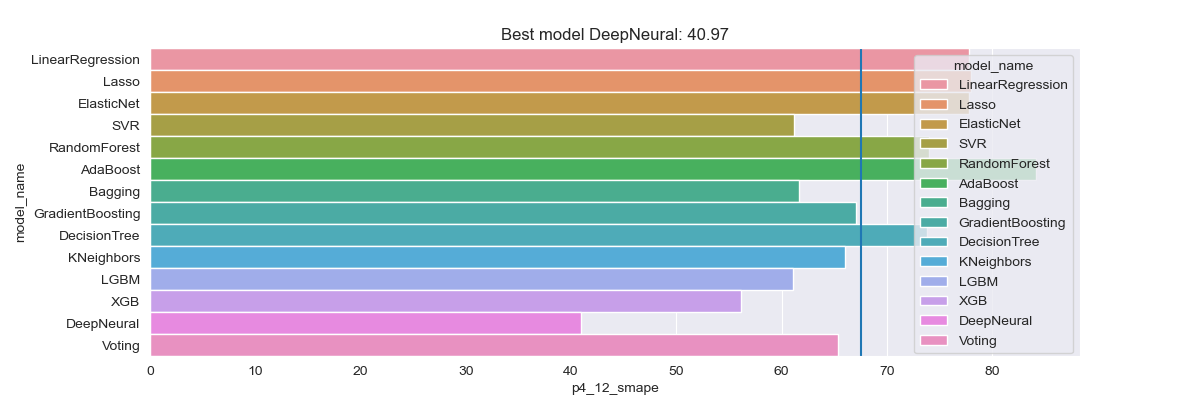 Best model DeepNeural: 40.97
model_name
LinearRegression
Lasso
ElasticNet
SVR
RandomForest
AdaBoost
Bagging
GradientBoosting
DecisionTree
KNeighbors
LGBM
XGB
DeepNeural
Voting
model_name
LinearRegression
Lasso
ElasticNet
SVR
RandomForest
AdaBoost
Bagging
GradientBoosting
DecisionTree
KNeighbors
LGBM
XGB
DeepNeural
Voting
0 10 20 30 40 50 60 70 80
p4_12_smape